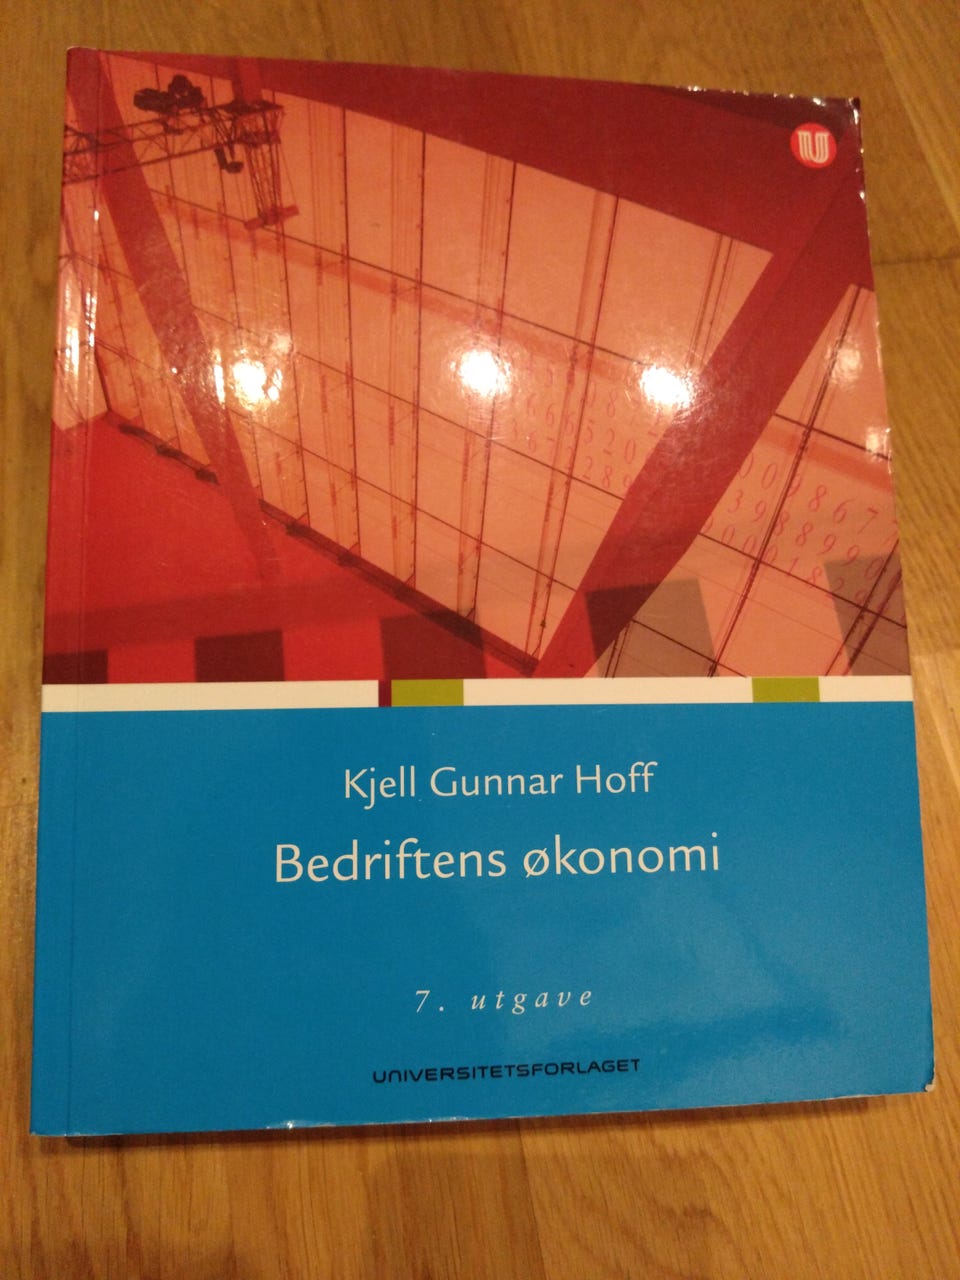 U
Kjell Gunnar Hoff
Bedriftens økonomi
7. utgave
UNIVERSITETSFORLAGET